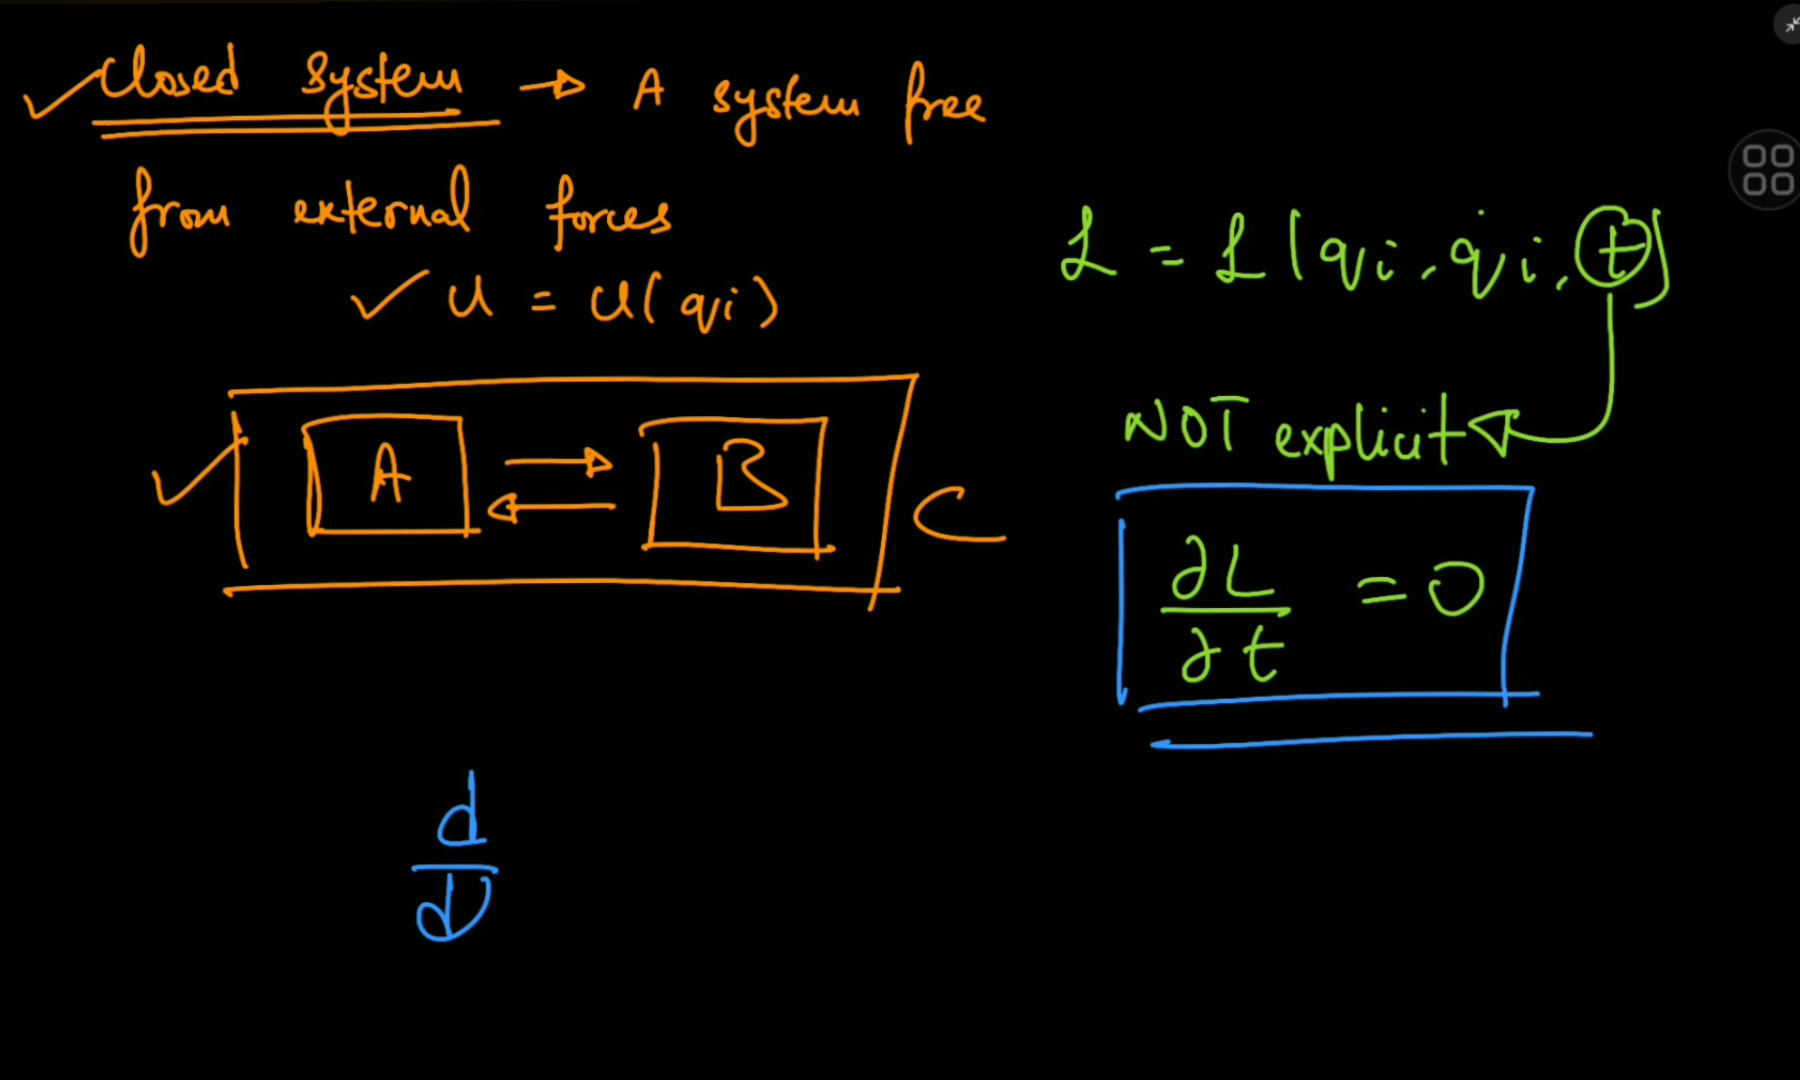 Closed system → A system free
from external forces
U = U(qi)
A → ← B C
L = L(qi, q̇i, t)
NOT explicit
∂L/∂t = 0
d/d